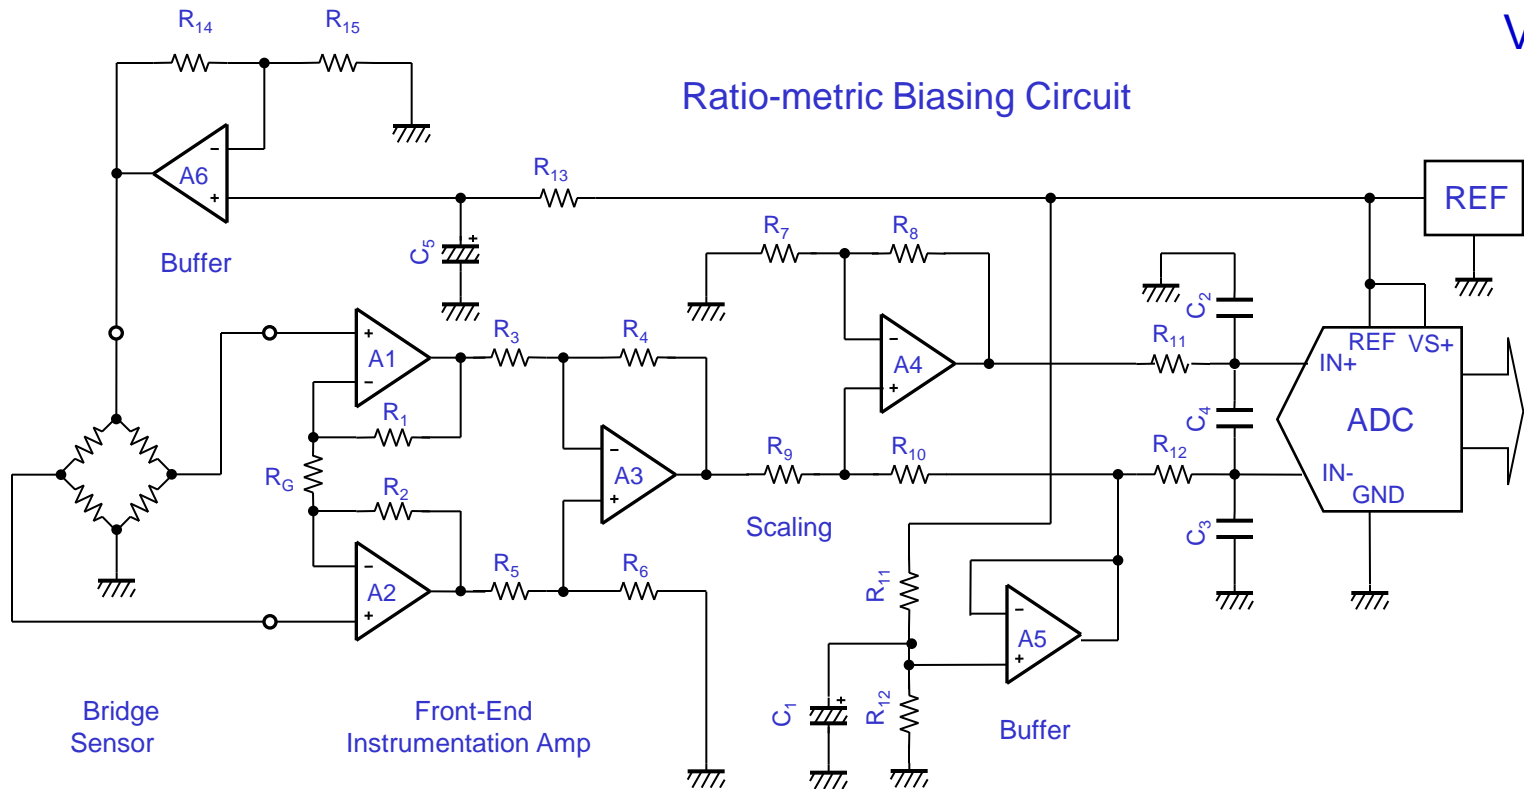 V
Ratio-metric Biasing Circuit
R14
R15
A6
-
+
Buffer
R13
C5
+
REF
R7
R8
A4
-
+
C2
R11
REF
VS+
IN+
ADC
C4
R12
IN-
GND
C3
A1
+
-
R3
R4
R1
RG
R2
A3
-
+
R9
R10
Scaling
A2
-
+
R5
R6
R11
A5
-
+
C1
+
R12
Buffer
Bridge
Sensor
Front-End
Instrumentation Amp